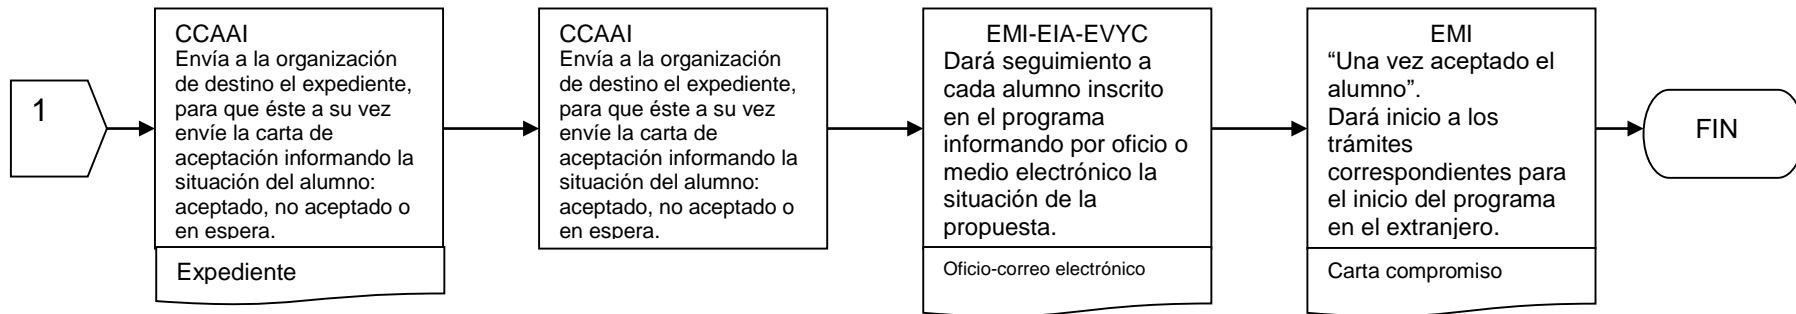 1
CCAAI
Envía a la organización
de destino el expediente,
para que éste a su vez
envíe la carta de
aceptación informando la
situación del alumno:
aceptado, no aceptado o
en espera.
Expediente
CCAAI
Envía a la organización
de destino el expediente,
para que éste a su vez
envíe la carta de
aceptación informando la
situación del alumno:
aceptado, no aceptado o
en espera.
EMI-EIA-EVYC
Dará seguimiento a
cada alumno inscrito
en el programa
informando por oficio o
medio electrónico la
situación de la
propuesta.
Oficio-correo electrónico
EMI
“Una vez aceptado el
alumno”.
Dará inicio a los
trámites
correspondientes para
el inicio del programa
en el extranjero.
Carta compromiso
FIN